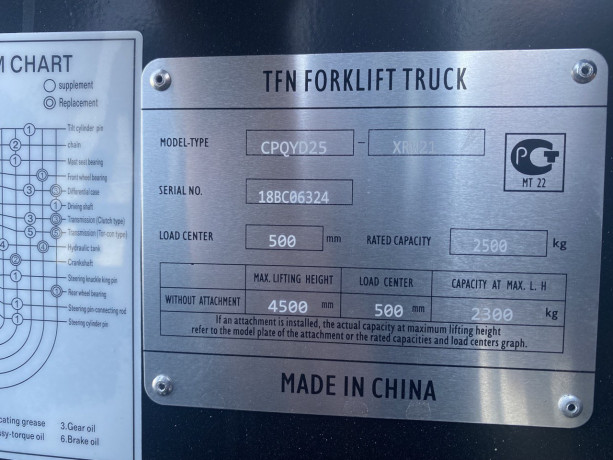 M CHART
supplement
Replacement
Tilt cylinder pin
chain
Mast seat bearing
Front wheel bearing
Differential case
Driving shaft
Transmission (Clutch type)
Transmission (Tor-con type)
Hydraulic tank
Crankshaft
Steering knuckle king pin
Rear wheel bearing
Steering pin-connecting rod
Steering cylinder pin
cating grease 3.Gear oil
ssy-torque oil 6.Brake oil
TFN FORKLIFT TRUCK
MODEL-TYPE CPQYD25 -
SERIAL NO. 18BC06324
MT 22
LOAD CENTER 500 mm RATED CAPACITY 2500 kg
MAX. LIFTING HEIGHT LOAD CENTER CAPACITY AT MAX. L. H
WITHOUT ATTACHMENT 4500 mm 500 mm 2300 kg
If an attachment is installed, the actual capacity at maximum lifting height
refer to the model plate of the attachment or the rated capacities and load centers graph.
MADE IN CHINA